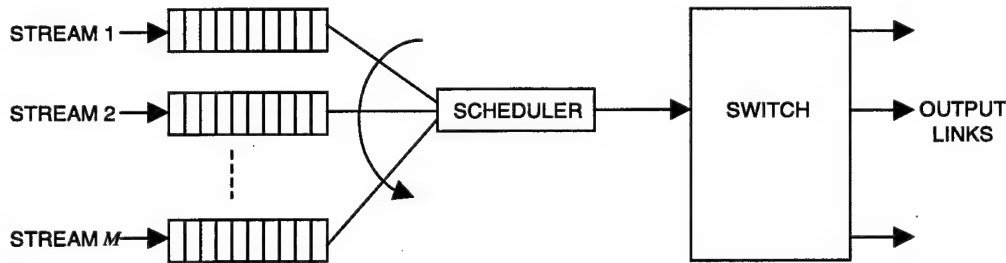 STREAM 1
STREAM 2
STREAM M
SCHEDULER
SWITCH
OUTPUT
LINKS